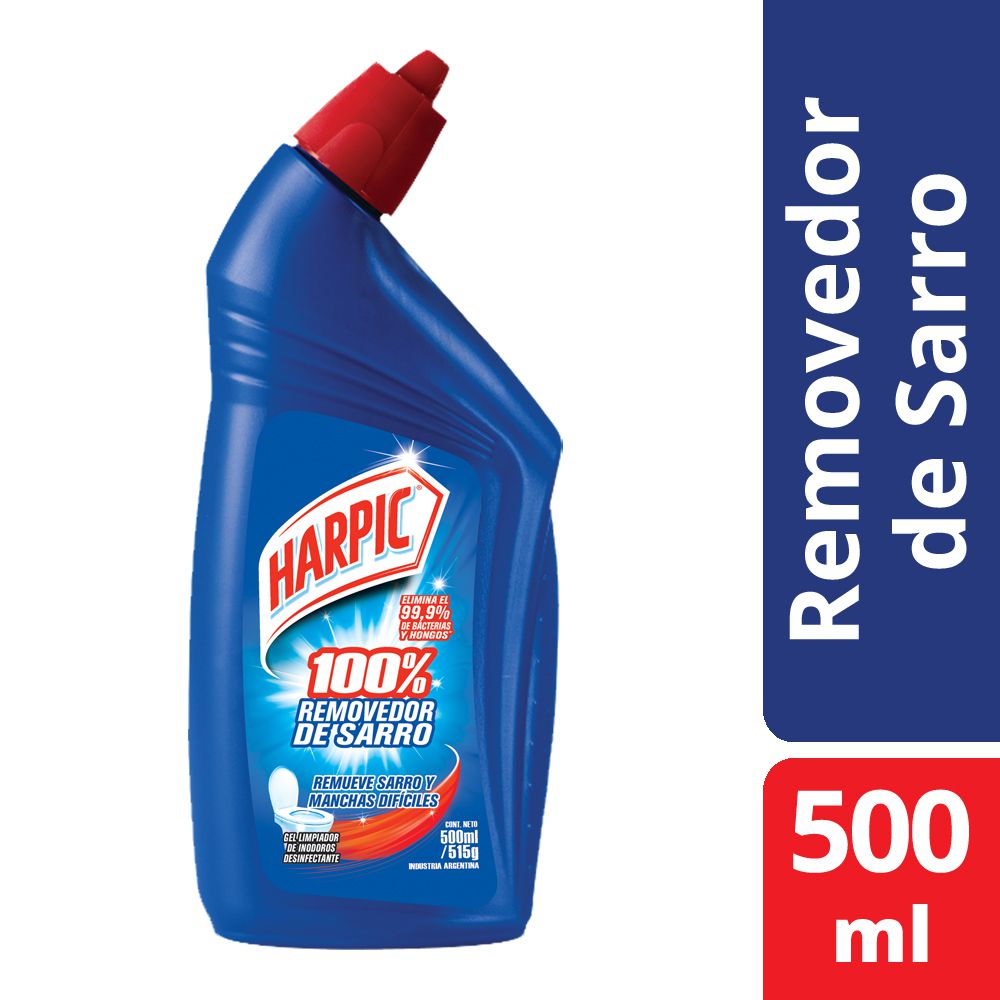 HARPIC®
ELIMINA EL
99,9%
DE BACTERIAS
Y HONGOS*
100%
REMOVEDOR
DE SARRO
REMUEVE SARRO Y
MANCHAS DIFÍCILES
GEL LIMPIADOR
DE INODOROS
DESINFECTANTE
CONT. NETO
500ml
/515g
INDUSTRIA ARGENTINA
Removedor
de Sarro
500
ml